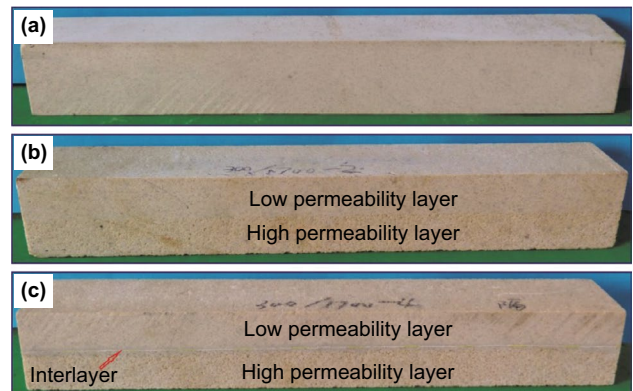 (a)
(b)
Low permeability layer
High permeability layer
(c)
Low permeability layer
Interlayer
High permeability layer